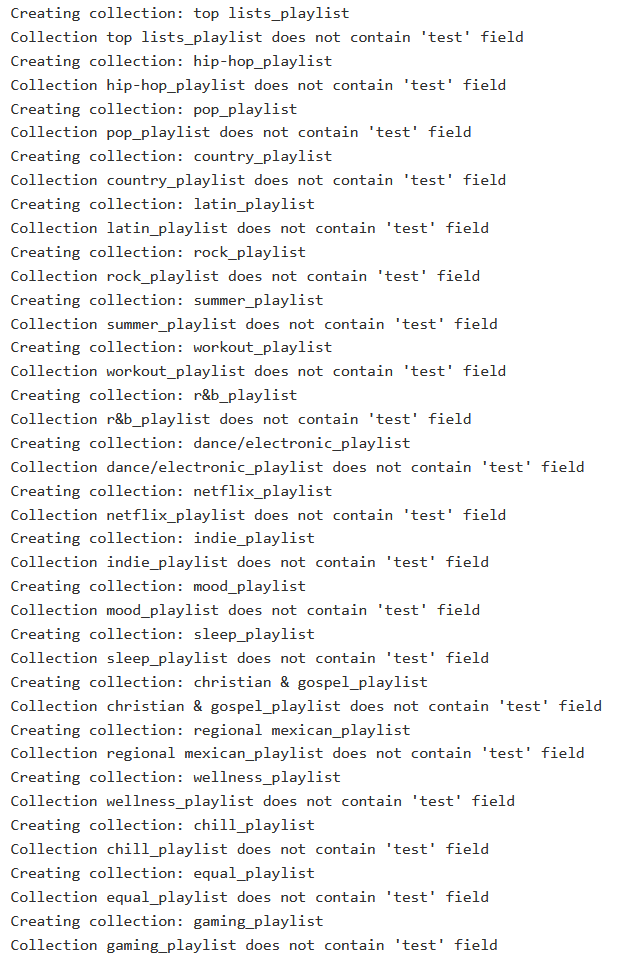 Creating collection: top lists_playlist
Collection top lists_playlist does not contain 'test' field
Creating collection: hip-hop_playlist
Collection hip-hop_playlist does not contain 'test' field
Creating collection: pop_playlist
Collection pop_playlist does not contain 'test' field
Creating collection: country_playlist
Collection country_playlist does not contain 'test' field
Creating collection: latin_playlist
Collection latin_playlist does not contain 'test' field
Creating collection: rock_playlist
Collection rock_playlist does not contain 'test' field
Creating collection: summer_playlist
Collection summer_playlist does not contain 'test' field
Creating collection: workout_playlist
Collection workout_playlist does not contain 'test' field
Creating collection: r&b_playlist
Collection r&b_playlist does not contain 'test' field
Creating collection: dance/electronic_playlist
Collection dance/electronic_playlist does not contain 'test' field
Creating collection: netflix_playlist
Collection netflix_playlist does not contain 'test' field
Creating collection: indie_playlist
Collection indie_playlist does not contain 'test' field
Creating collection: mood_playlist
Collection mood_playlist does not contain 'test' field
Creating collection: sleep_playlist
Collection sleep_playlist does not contain 'test' field
Creating collection: christian & gospel_playlist
Collection christian & gospel_playlist does not contain 'test' field
Creating collection: regional mexican_playlist
Collection regional mexican_playlist does not contain 'test' field
Creating collection: wellness_playlist
Collection wellness_playlist does not contain 'test' field
Creating collection: chill_playlist
Collection chill_playlist does not contain 'test' field
Creating collection: equal_playlist
Collection equal_playlist does not contain 'test' field
Creating collection: gaming_playlist
Collection gaming_playlist does not contain 'test' field